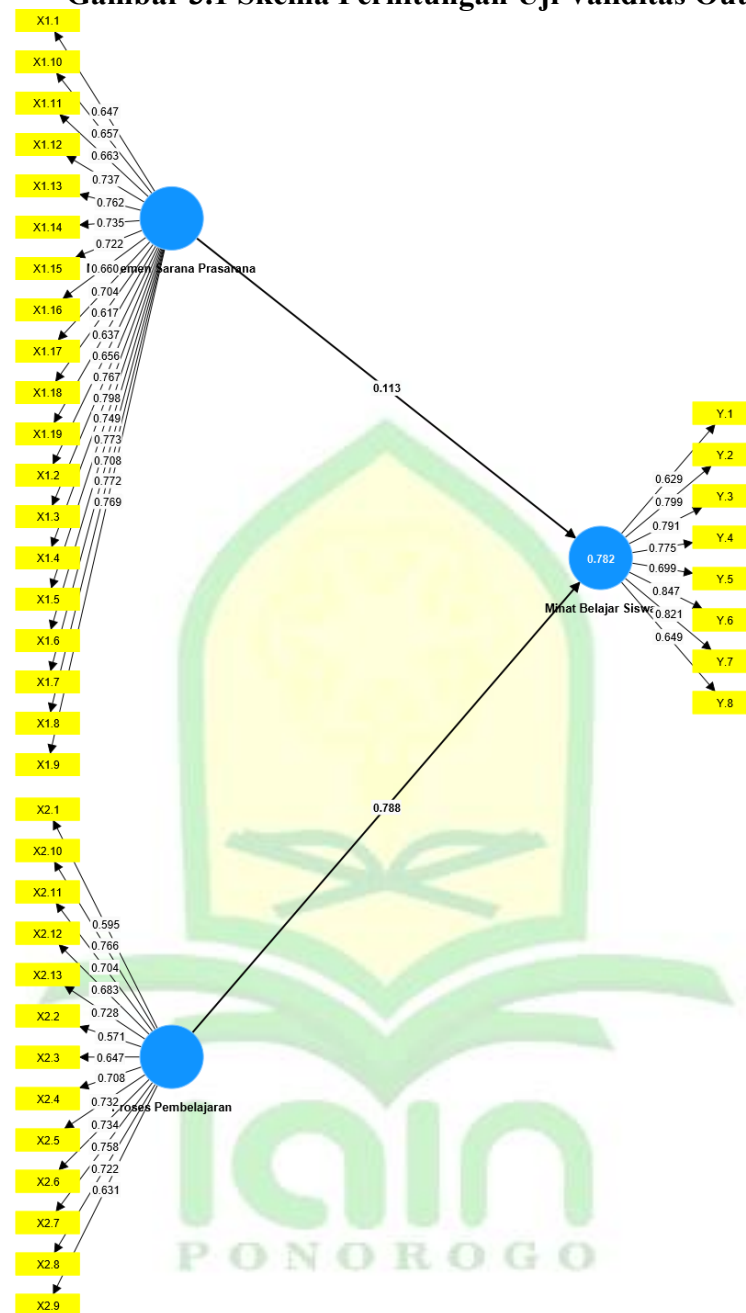 Gambar 3.1 Skema Perhitungan Uji Validitas Out
X1.1
X1.10
X1.11
X1.12
X1.13
X1.14
X1.15
X1.16
X1.17
X1.18
X1.19
X1.2
X1.3
X1.4
X1.5
X1.6
X1.7
X1.8
X1.9
0.647
0.657
0.663
0.737
0.762
0.735
0.722
0.660
0.704
0.617
0.637
0.656
0.767
0.798
0.749
0.773
0.708
0.772
0.769
Sarana Prasarana
0.113
0.782
Minat Belajar Siswa
0.629
0.799
0.791
0.775
0.699
0.847
0.821
0.649
Y.1
Y.2
Y.3
Y.4
Y.5
Y.6
Y.7
Y.8
0.788
X2.1
X2.10
X2.11
X2.12
X2.13
X2.2
X2.3
X2.4
X2.5
X2.6
X2.7
X2.8
X2.9
0.595
0.766
0.704
0.683
0.728
0.571
0.647
0.708
0.732
0.734
0.758
0.722
0.631
roses Pembelajaran
iain
PONOROGO